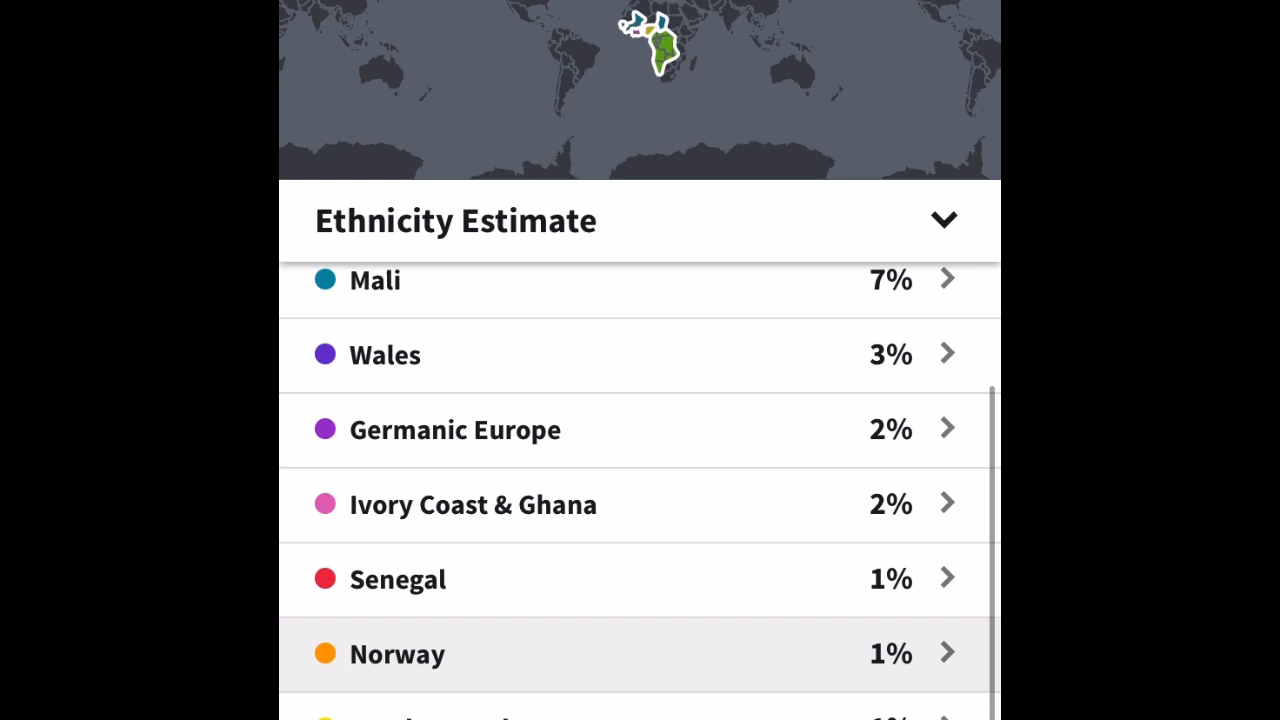 Ethnicity Estimate
Mali 7%
Wales 3%
Germanic Europe 2%
Ivory Coast & Ghana 2%
Senegal 1%
Norway 1%